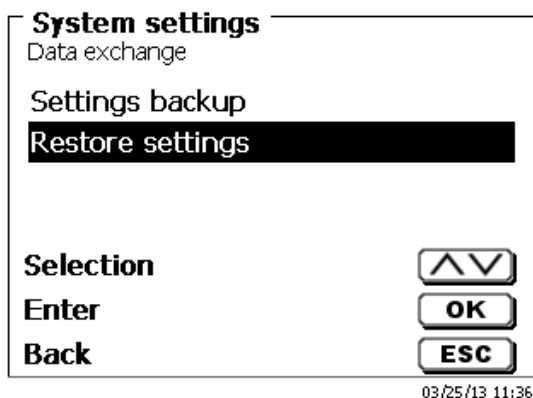 System settings
Data exchange
Settings backup
Restore settings
Selection
Enter OK
Back ESC
03/25/13 11:36